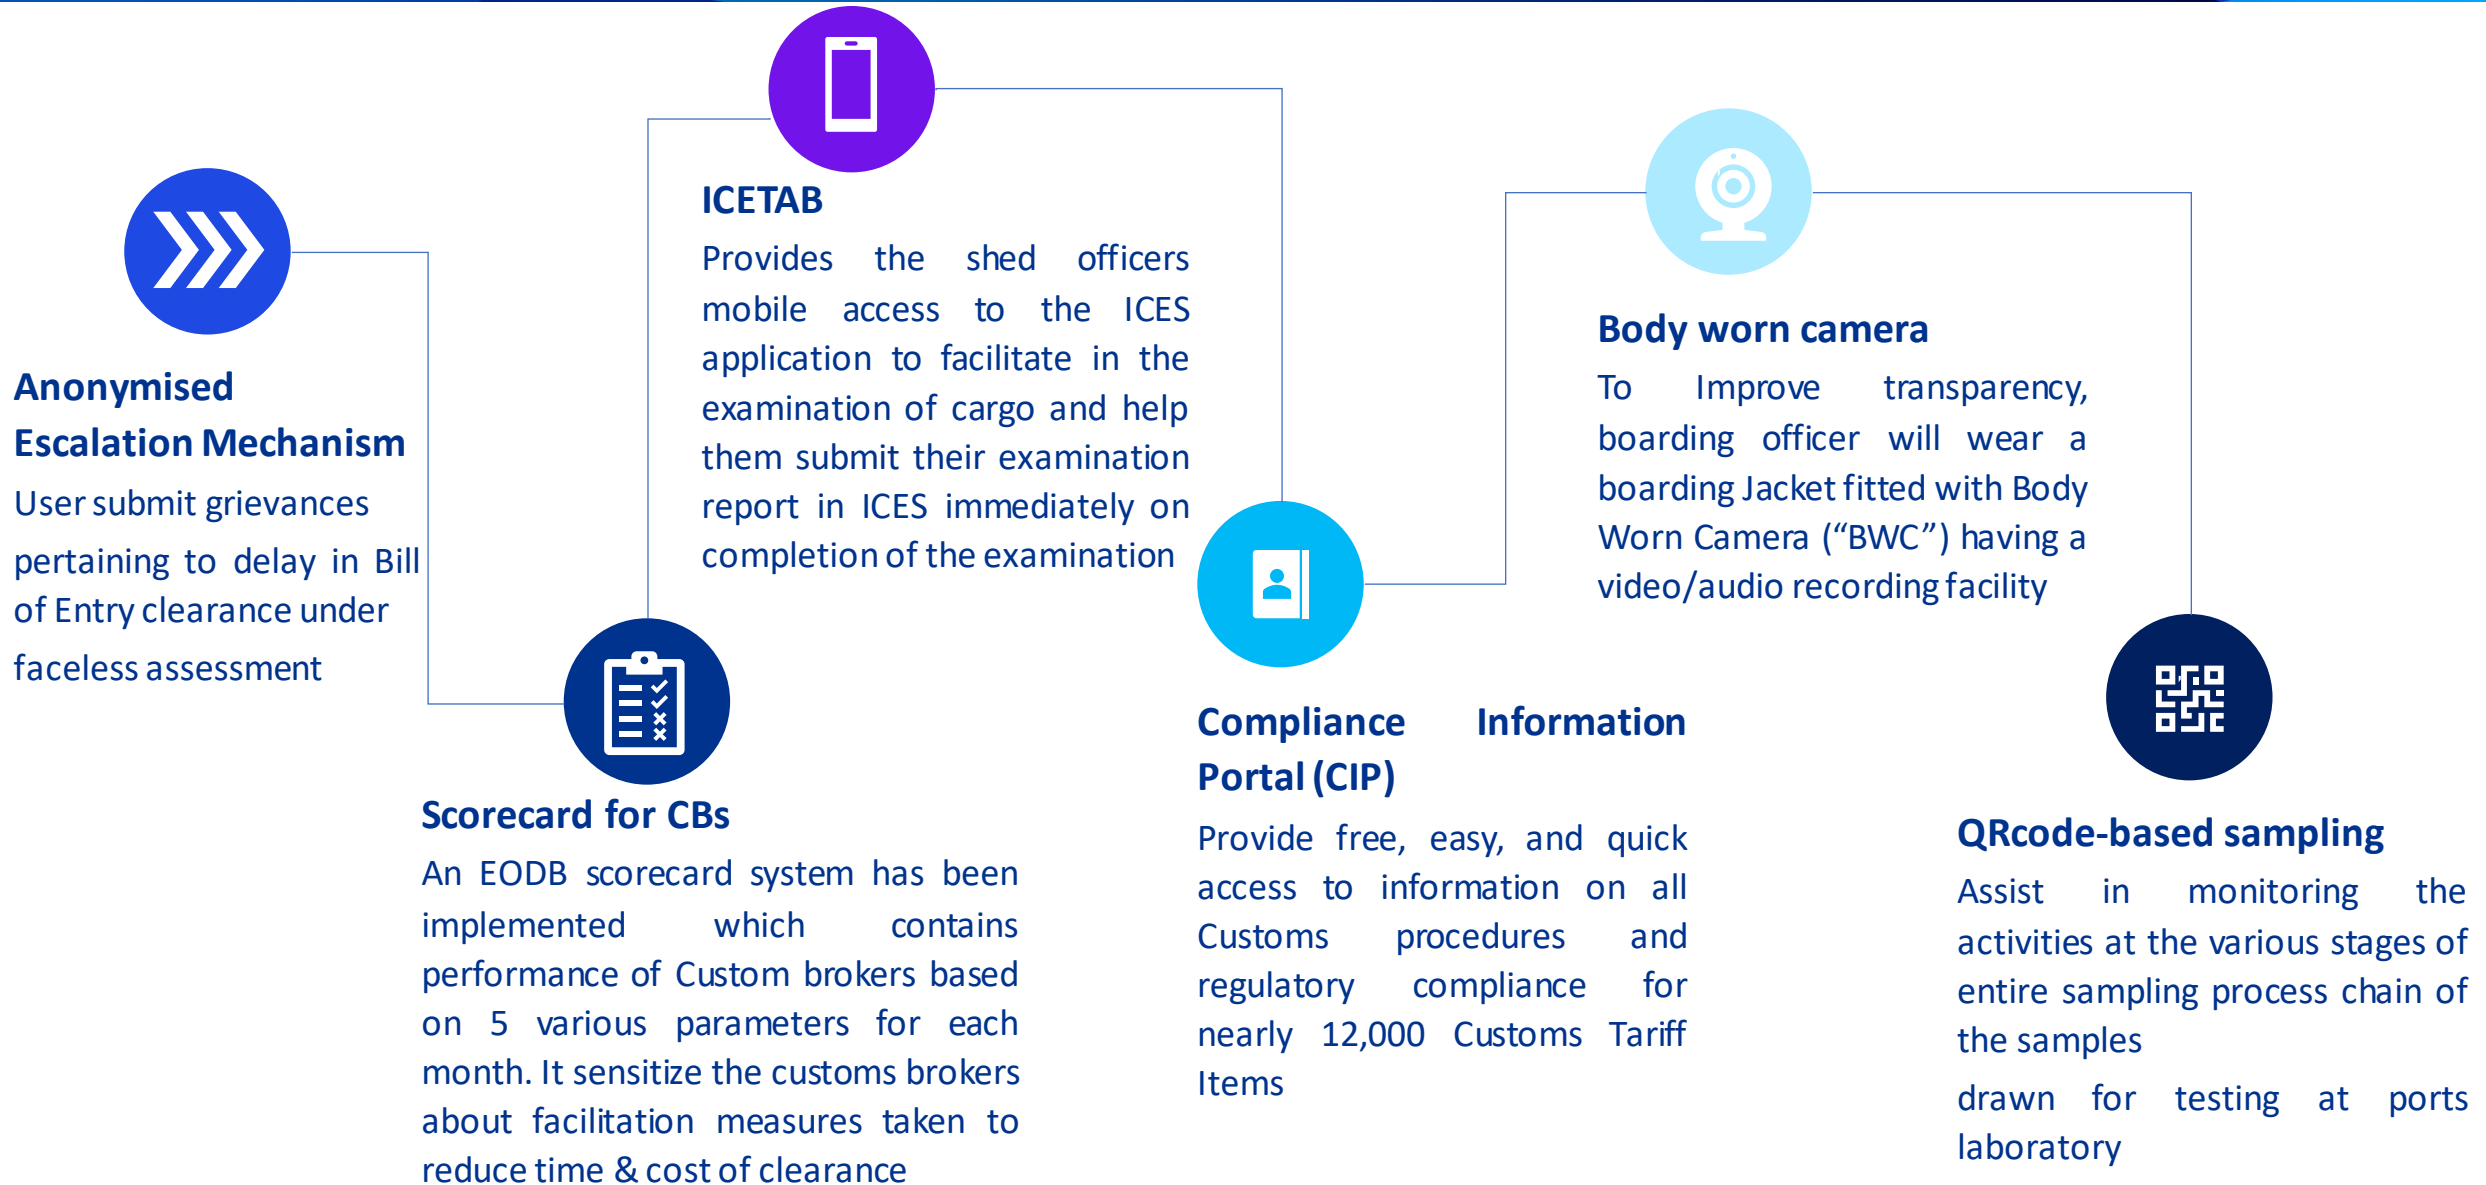 Anonymised
Escalation Mechanism
User submit grievances
pertaining to delay in Bill
of Entry clearance under
faceless assessment
Scorecard for CBs
An EODB scorecard system has been
implemented which contains
performance of Custom brokers based
on 5 various parameters for each
month. It sensitize the customs brokers
about facilitation measures taken to
reduce time & cost of clearance
ICETAB
Provides the shed officers
mobile access to the ICES
application to facilitate in the
examination of cargo and help
them submit their examination
report in ICES immediately on
completion of the examination
Compliance Information
Portal (CIP)
Provide free, easy, and quick
access to information on all
Customs procedures and
regulatory compliance for
nearly 12,000 Customs Tariff
Items
Body worn camera
To Improve transparency,
boarding officer will wear a
boarding Jacket fitted with Body
Worn Camera (“BWC”) having a
video/audio recording facility
QRcode-based sampling
Assist in monitoring the
activities at the various stages of
entire sampling process chain of
the samples
drawn for testing at ports
laboratory